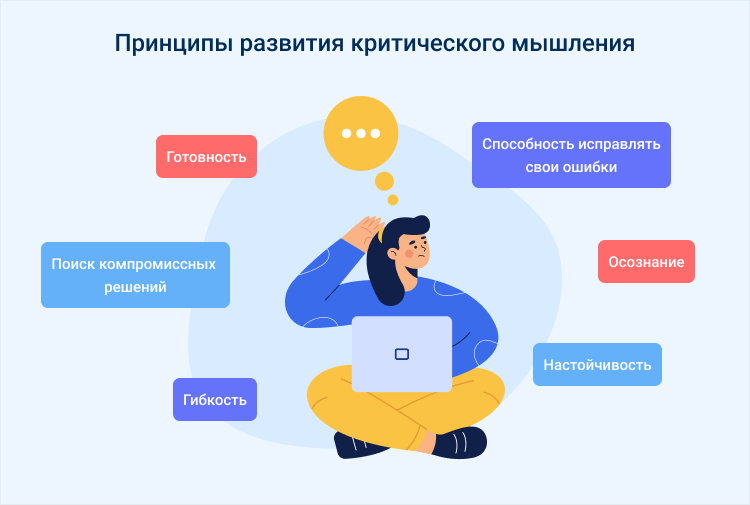 Принципы развития критического мышления
Готовность
Способность исправлять
свои ошибки
Поиск компромиссных
решений
Осознание
Настойчивость
Гибкость